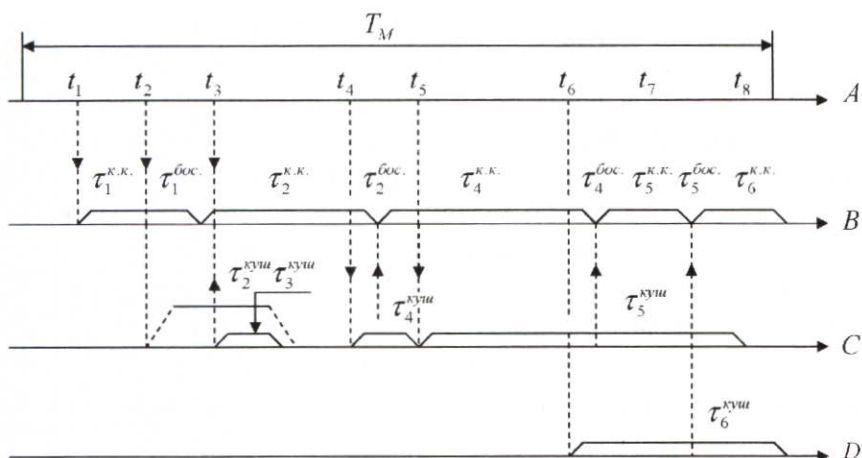 T_M
t_1 t_2 t_3 t_4 t_5 t_6 t_7 t_8 A
τ_1^{к.к.} τ_1^{бос.} τ_2^{к.к.} τ_2^{бос.} τ_4^{к.к.} τ_4^{бос.} τ_5^{к.к.} τ_5^{бос.} τ_6^{к.к.}
B
τ_2^{куш} τ_3^{куш} τ_4^{куш} τ_5^{куш}
C
τ_6^{куш}
D